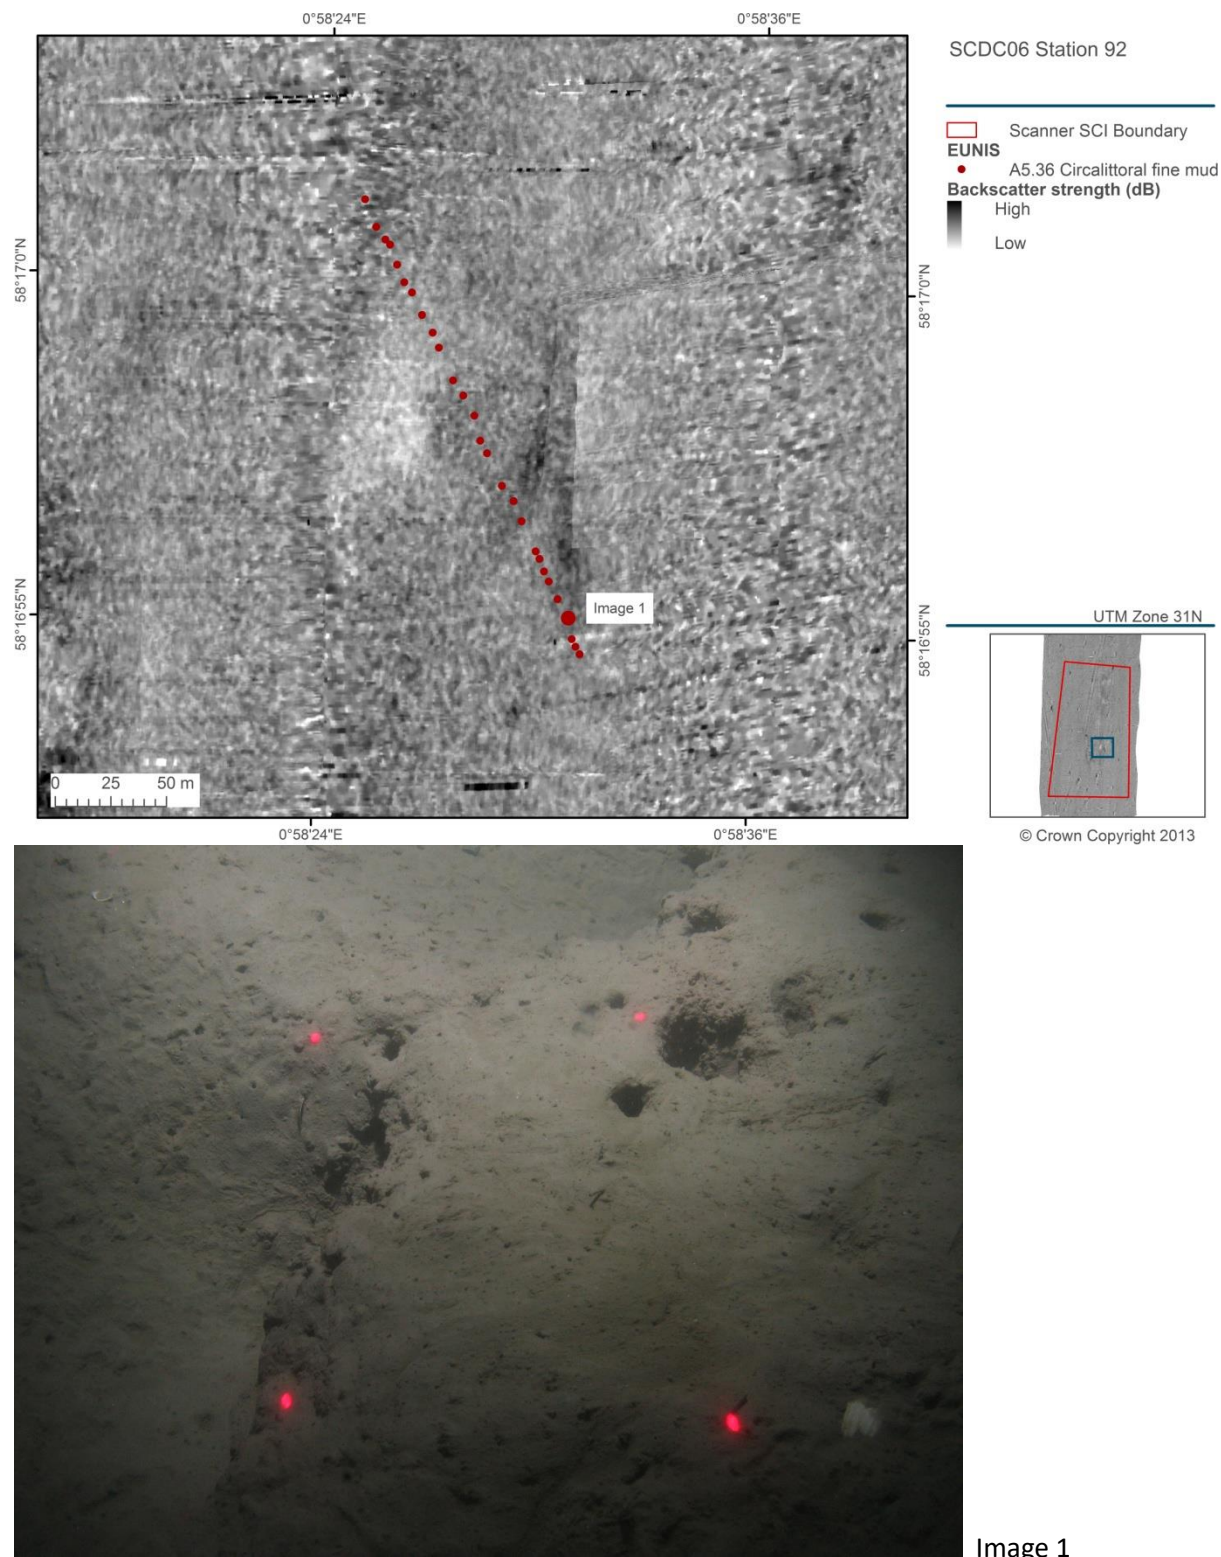 0°58'24"E 0°58'36"E
SCDC06 Station 92
Scanner SCI Boundary
EUNIS
A5.36 Circalittoral fine mud
Backscatter strength (dB)
High
Low
58°17'0"N
58°17'0"N
58°16'55"N
58°16'55"N
Image 1
UTM Zone 31N
0 25 50 m
0°58'24"E 0°58'36"E
© Crown Copyright 2013
Image 1